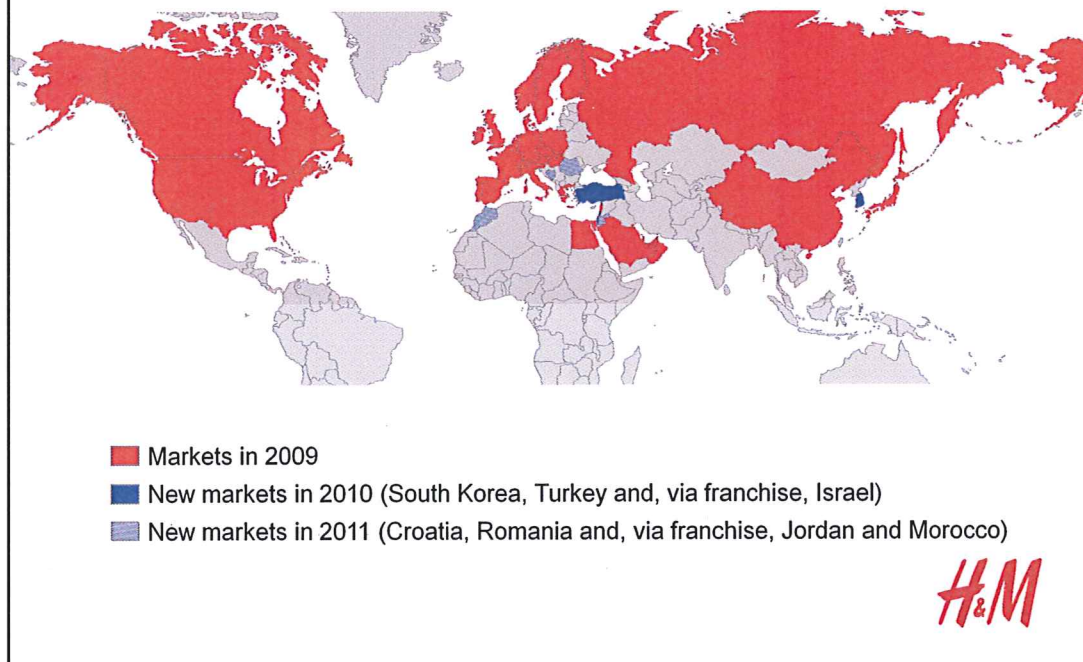 Markets in 2009
New markets in 2010 (South Korea, Turkey and, via franchise, Israel)
New markets in 2011 (Croatia, Romania and, via franchise, Jordan and Morocco)
H&M